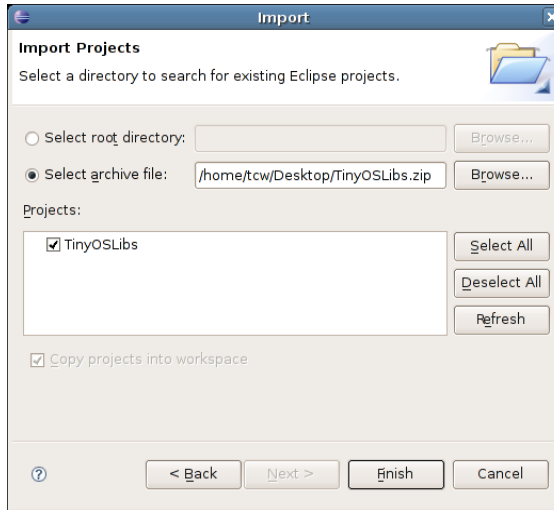 Import
Import Projects
Select a directory to search for existing Eclipse projects.
Select root directory:
Browse...
Select archive file:
/home/tcw/Desktop/TinyOSLibs.zip
Browse...
Projects:
TinyOSLibs
Select All
Deselect All
Refresh
Copy projects into workspace
?
< Back
Next >
Finish
Cancel